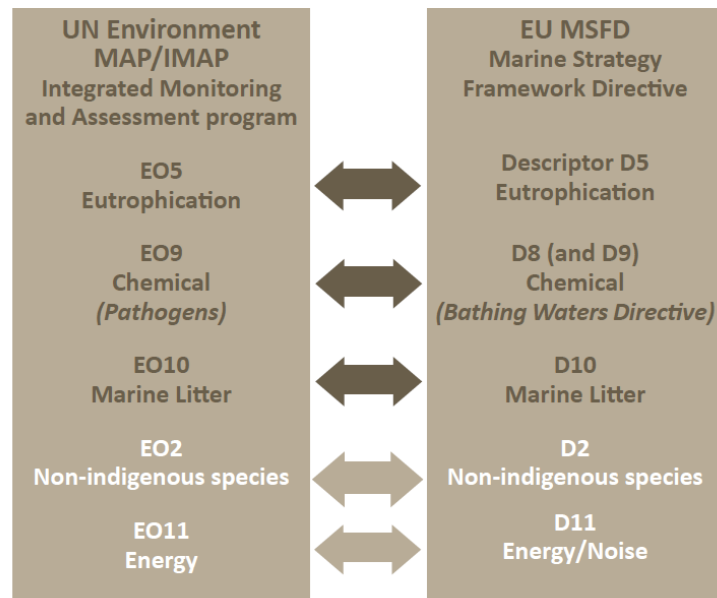 UN Environment
MAP/IMAP
Integrated Monitoring
and Assessment program
EO5
Eutrophication
EO9
Chemical
(Pathogens)
EO10
Marine Litter
EO2
Non-indigenous species
EO11
Energy
EU MSFD
Marine Strategy
Framework Directive
Descriptor D5
Eutrophication
D8 (and D9)
Chemical
(Bathing Waters Directive)
D10
Marine Litter
D2
Non-indigenous species
D11
Energy/Noise